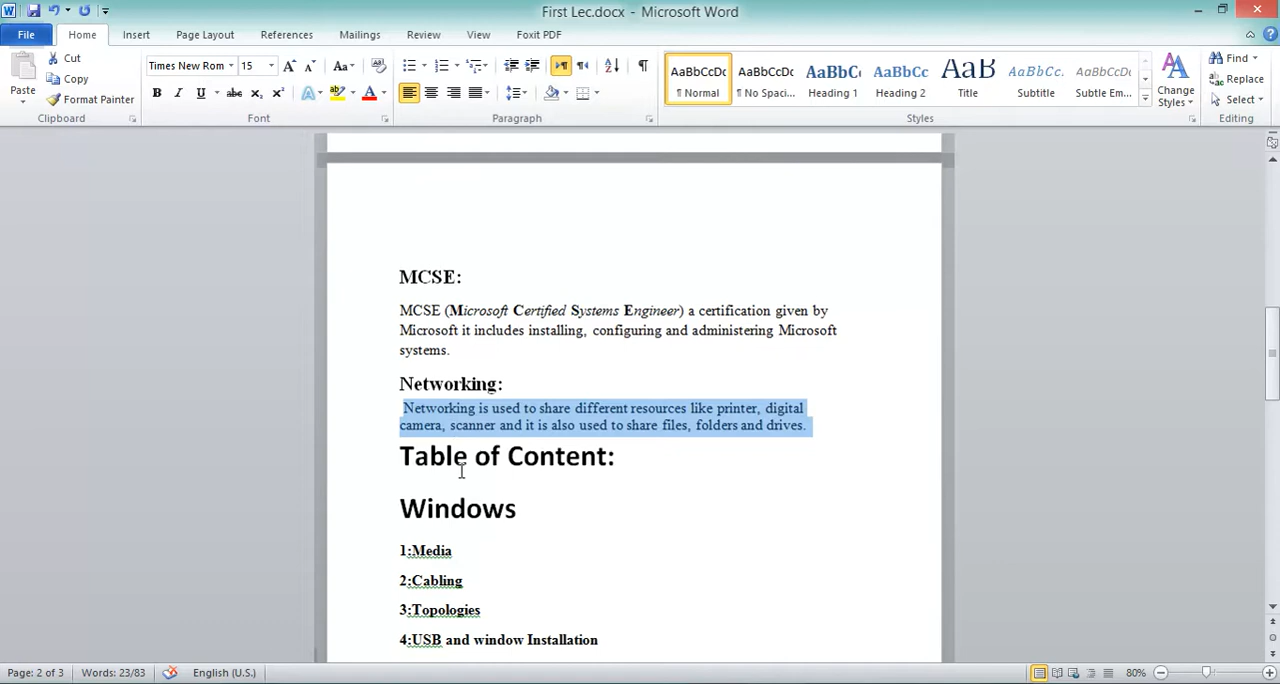 First Lec.docx - Microsoft Word
File Home Insert Page Layout References Mailings Review View Foxit PDF
Paste
Cut
Copy
Format Painter
Clipboard
Times New Rom 15
Aa
B I U abc X₂ X²
A ab A
Font
Paragraph
AaBbCcDc
¶ Normal
AaBbCcDc
¶ No Spaci...
AaBbC
Heading 1
AaBbCc
Heading 2
AaB
Title
AaBbCc.
Subtitle
AaBbCcDc
Subtle Em...
Change
Styles
Styles
Find
Replace
Select
Editing
MCSE:
MCSE (Microsoft Certified Systems Engineer) a certification given by
Microsoft it includes installing, configuring and administering Microsoft
systems.
Networking:
Networking is used to share different resources like printer, digital
camera, scanner and it is also used to share files, folders and drives.
Table of Content:
Windows
1:Media
2:Cabling
3:Topologies
4:USB and window Installation
Page: 2 of 3 Words: 23/83 English (U.S.) 80%